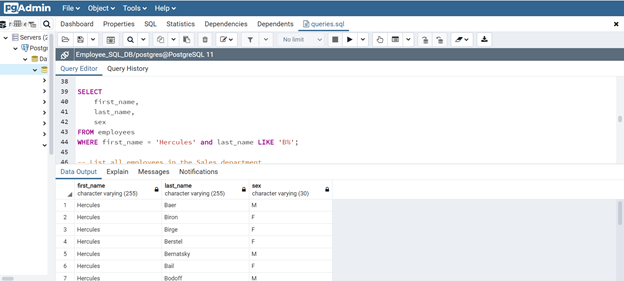 pgAdmin File Object Tools Help
Dashboard Properties SQL Statistics Dependencies Dependents queries.sql
Servers (2
Postgr
Da
No limit
Employee_SQL_DB/postgres@PostgreSQL 11
Query Editor Query History
38
39 SELECT
40 first_name,
41 last_name,
42 sex
43 FROM employees
44 WHERE first_name = 'Hercules' and last_name LIKE 'B%';
45
46 -- List all employees in the Sales department
Data Output Explain Messages Notifications
first_name last_name sex
character varying (255) character varying (255) character varying (30)
1 Hercules Baer M
2 Hercules Biron F
3 Hercules Birge F
4 Hercules Berstel F
5 Hercules Bernatsky M
6 Hercules Bail F
7 Hercules Bodoff M